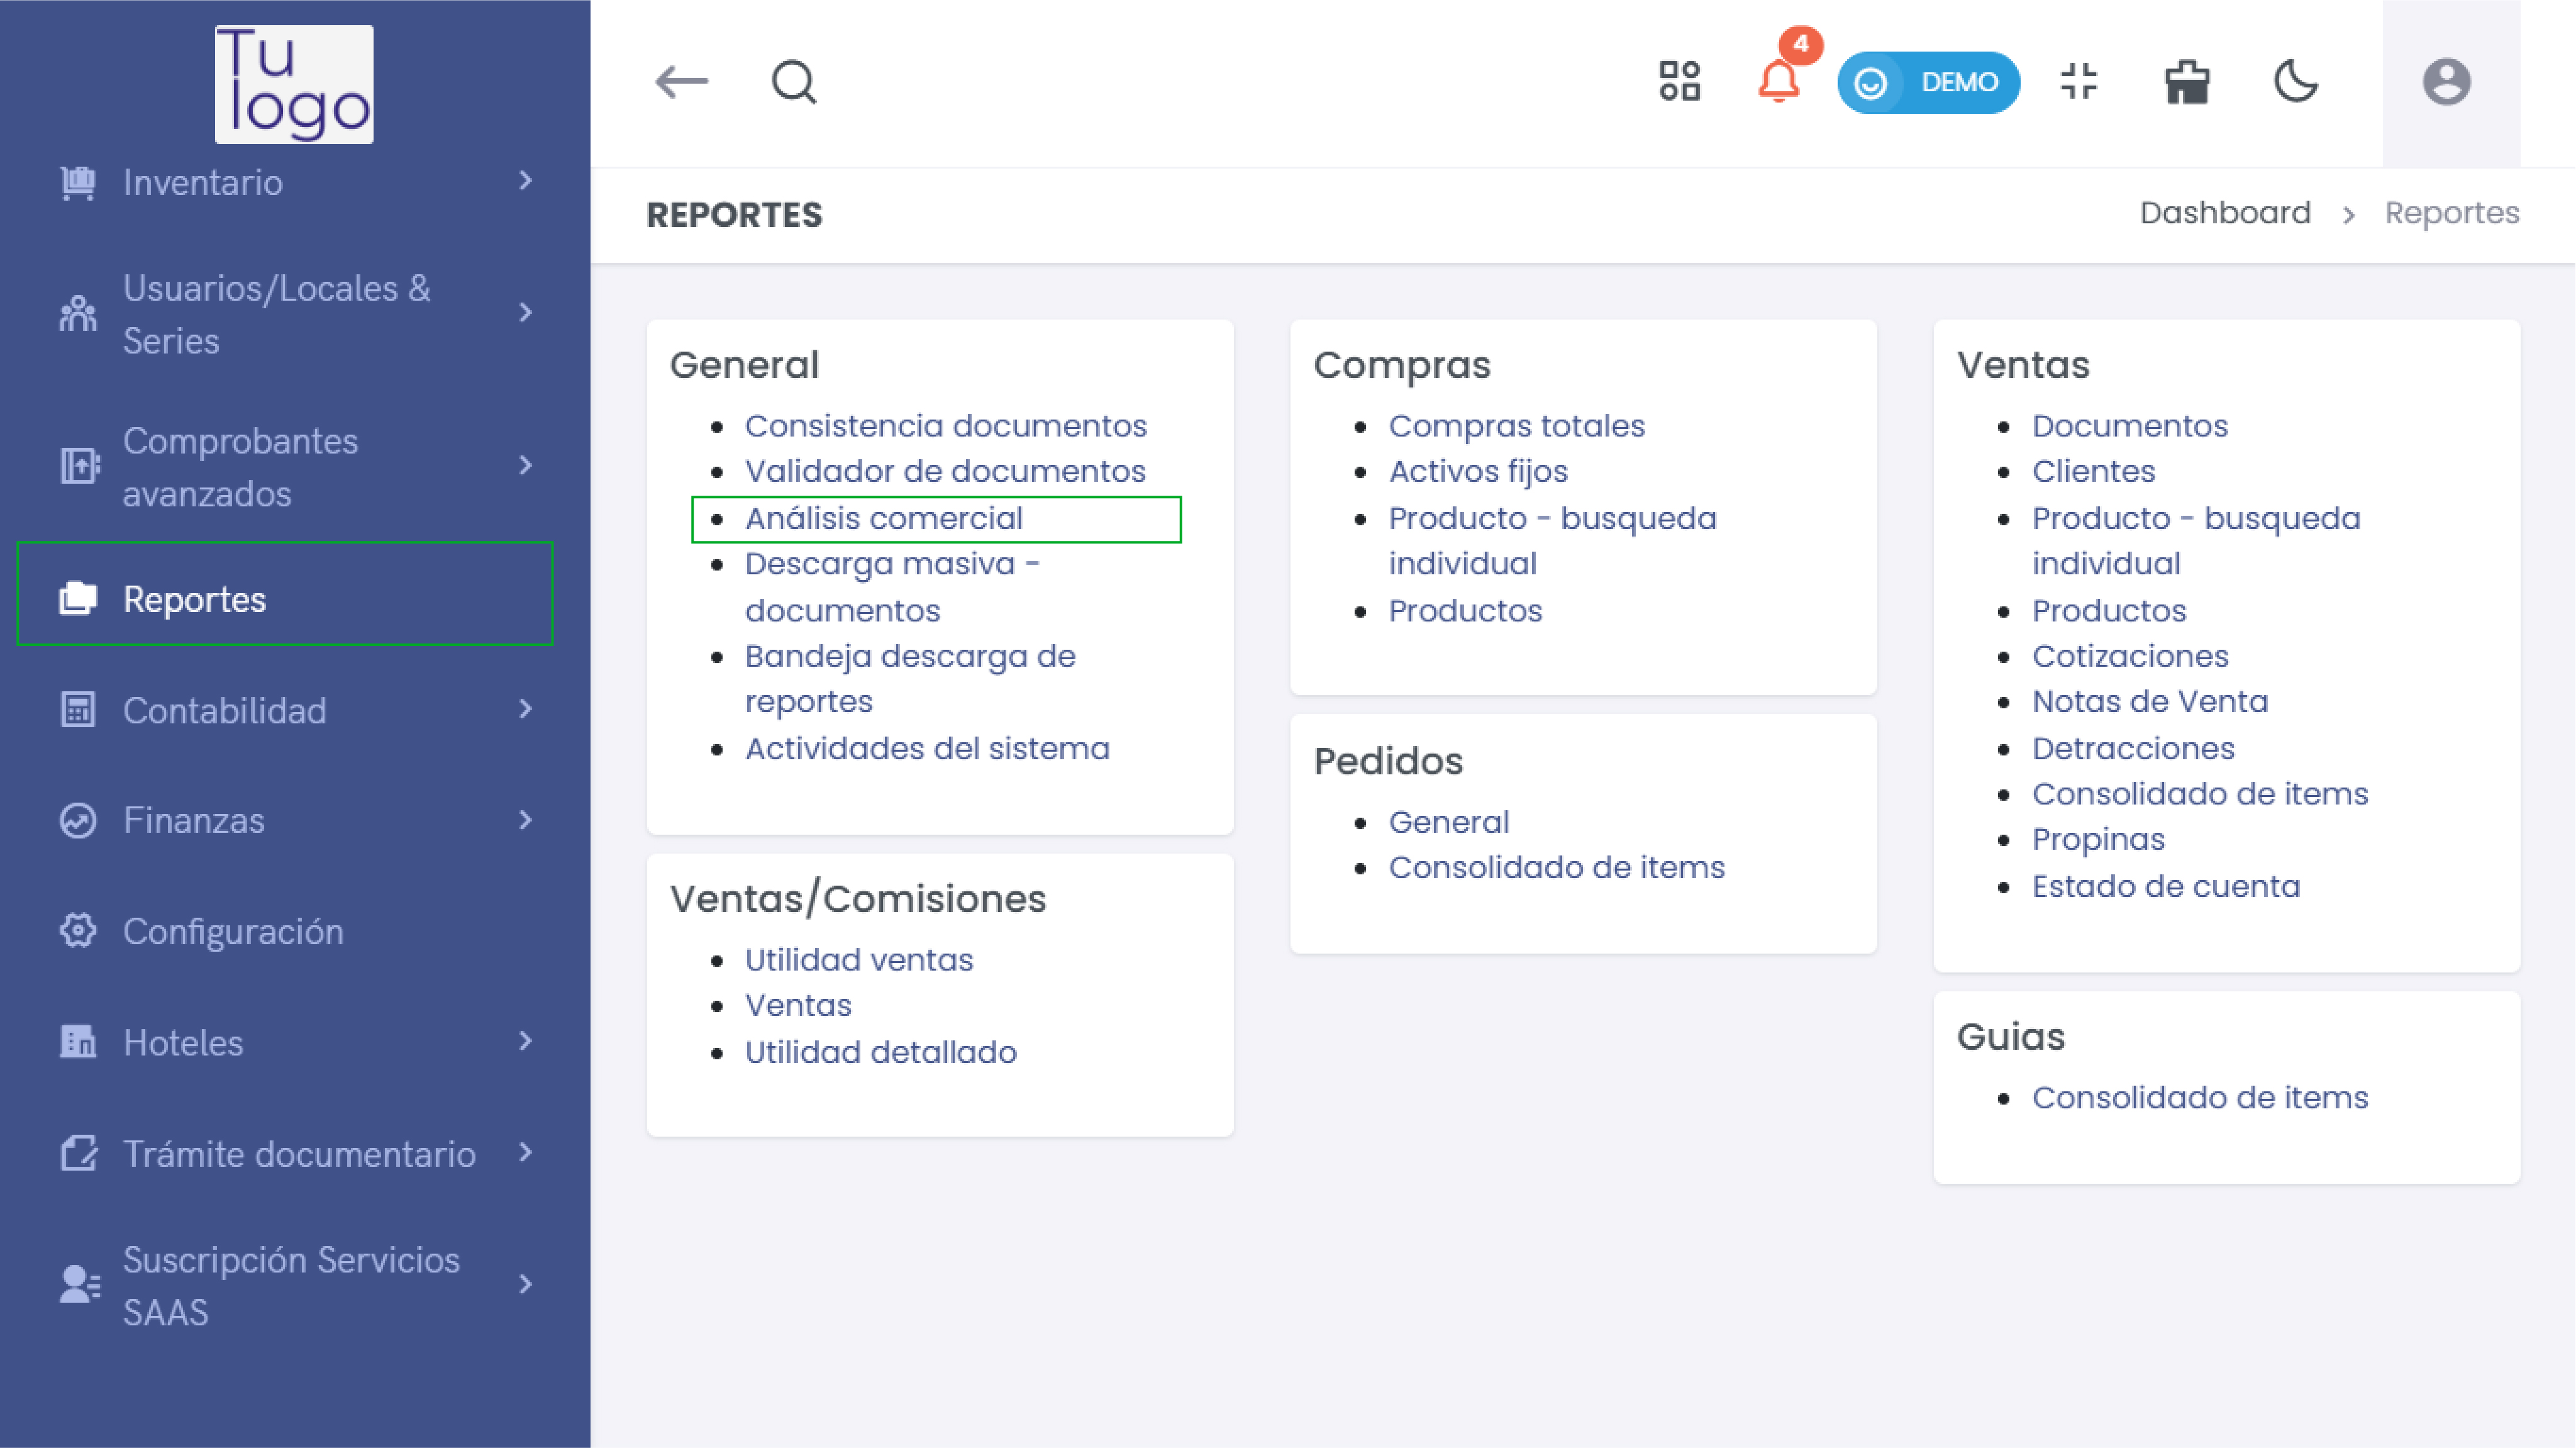 Tu
logo
Inventario
Usuarios/Locales &
Series
Comprobantes
avanzados
Reportes
Contabilidad
Finanzas
Configuración
Hoteles
Trámite documentario
Suscripción Servicios
SAAS
4
DEMO
REPORTES
Dashboard > Reportes
General
Consistencia documentos
Validador de documentos
Análisis comercial
Descarga masiva -
documentos
Bandeja descarga de
reportes
Actividades del sistema
Ventas/Comisiones
Utilidad ventas
Ventas
Utilidad detallado
Compras
Compras totales
Activos fijos
Producto - busqueda
individual
Productos
Pedidos
General
Consolidado de items
Ventas
Documentos
Clientes
Producto - busqueda
individual
Productos
Cotizaciones
Notas de Venta
Detracciones
Consolidado de items
Propinas
Estado de cuenta
Guias
Consolidado de items